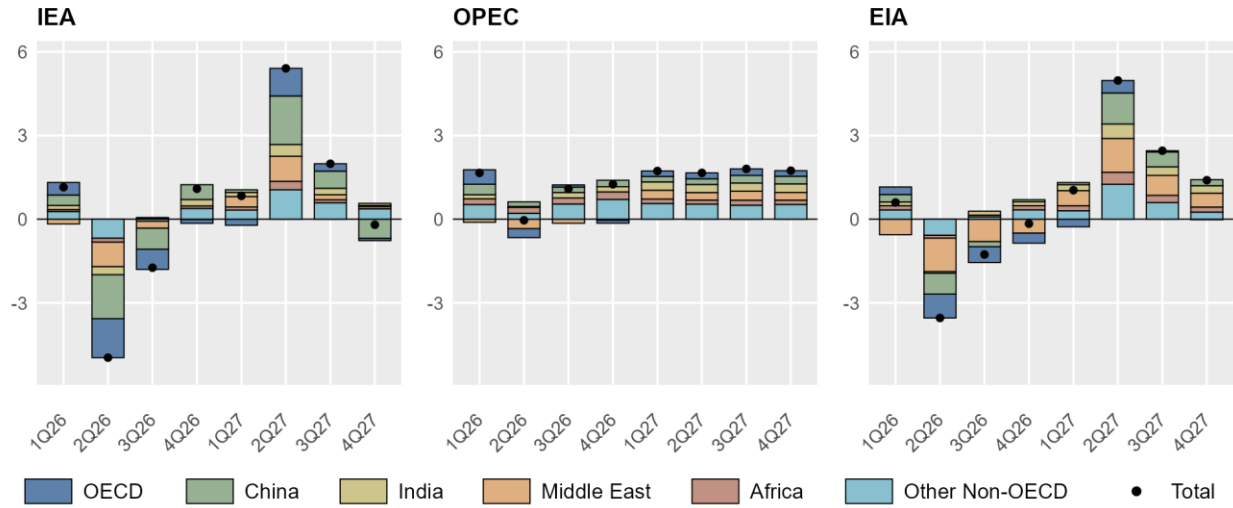 IEA OPEC EIA
6 6 6
3 3 3
0 0 0
-3 -3 -3
1Q26 2Q26 3Q26 4Q26 1Q27 2Q27 3Q27 4Q27 1Q26 2Q26 3Q26 4Q26 1Q27 2Q27 3Q27 4Q27 1Q26 2Q26 3Q26 4Q26 1Q27 2Q27 3Q27 4Q27
OECD China India Middle East Africa Other Non-OECD Total